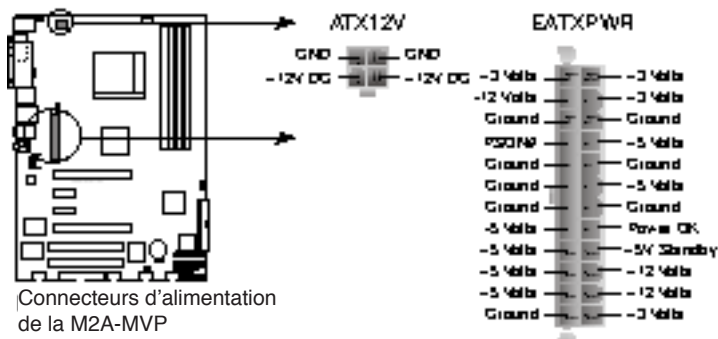 ATX12V
EATXPWR
GND GND
+12V DC +12V DC
+3 Volts +3 Volts
-12 Volts +3 Volts
Ground Ground
PSON# +5 Volts
Ground Ground
Ground +5 Volts
Ground Ground
-5 Volts Power OK
+5 Volts +5V Standby
+5 Volts +12 Volts
+5 Volts +12 Volts
Ground +3 Volts
Connecteurs d’alimentation
de la M2A-MVP